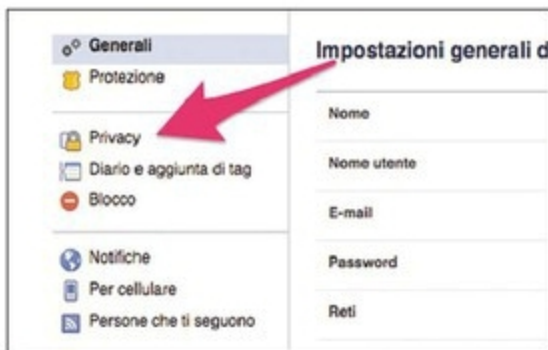 Generali
Protezione
Privacy
Diario e aggiunta di tag
Blocco
Notifiche
Per cellulare
Persone che ti seguono
Impostazioni generali d
Nome
Nome utente
E-mail
Password
Reti